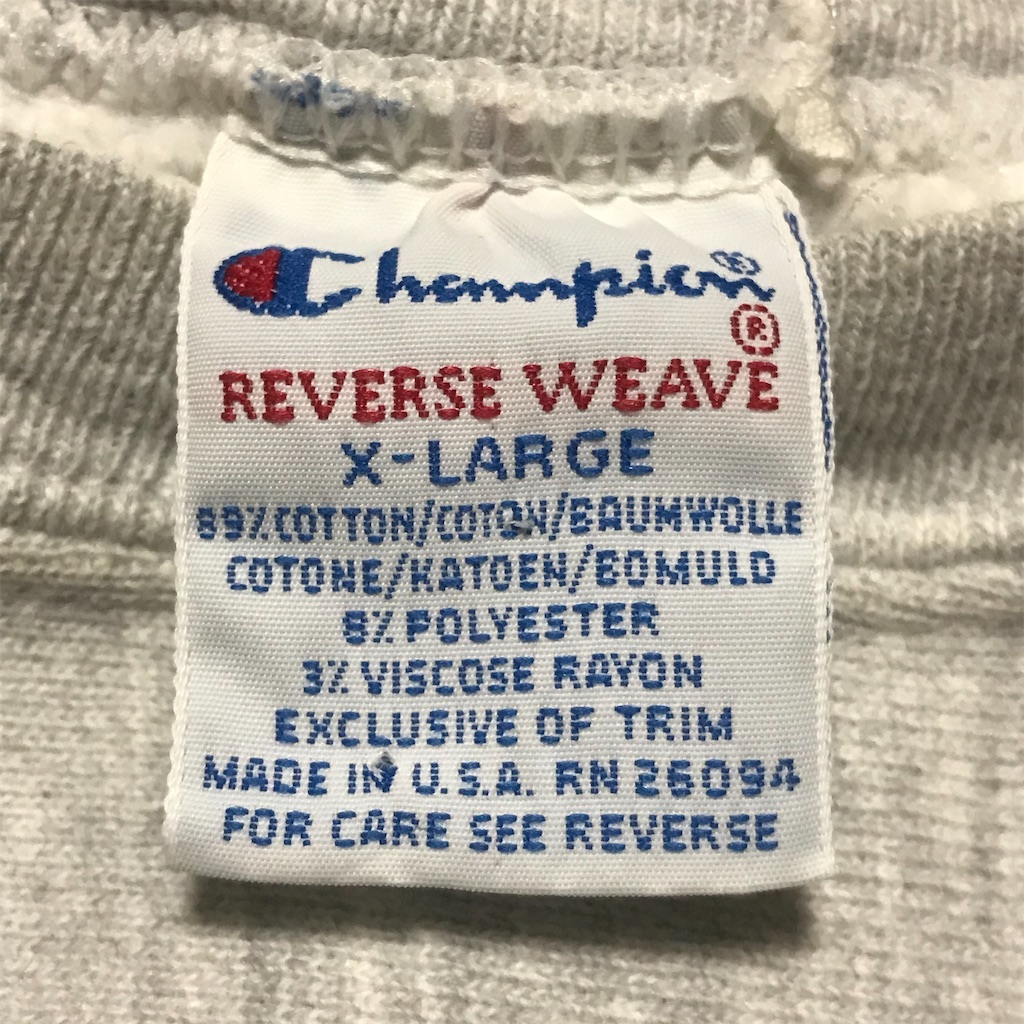 Champion®
®
REVERSE WEAVE
X-LARGE
89% COTTON/COTON/BAUMWOLLE
COTONE/KATOEN/BOMULD
8% POLYESTER
3% VISCOSE RAYON
EXCLUSIVE OF TRIM
MADE IN U.S.A. RN 26094
FOR CARE SEE REVERSE